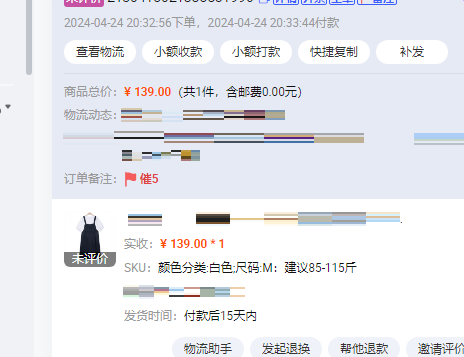 2024-04-24 20:32:56下单，2024-04-24 20:33:44付款
查看物流 小额收款 小额打款 快捷复制 补发
商品总价： ¥ 139.00（共1件，含邮费0.00元）
物流动态：
订单备注： 催5
未评价
实收： ¥ 139.00 * 1
SKU： 颜色分类:白色;尺码:M：建议85-115斤
发货时间： 付款后15天内
物流助手 发起退换 帮他退款 邀请评价